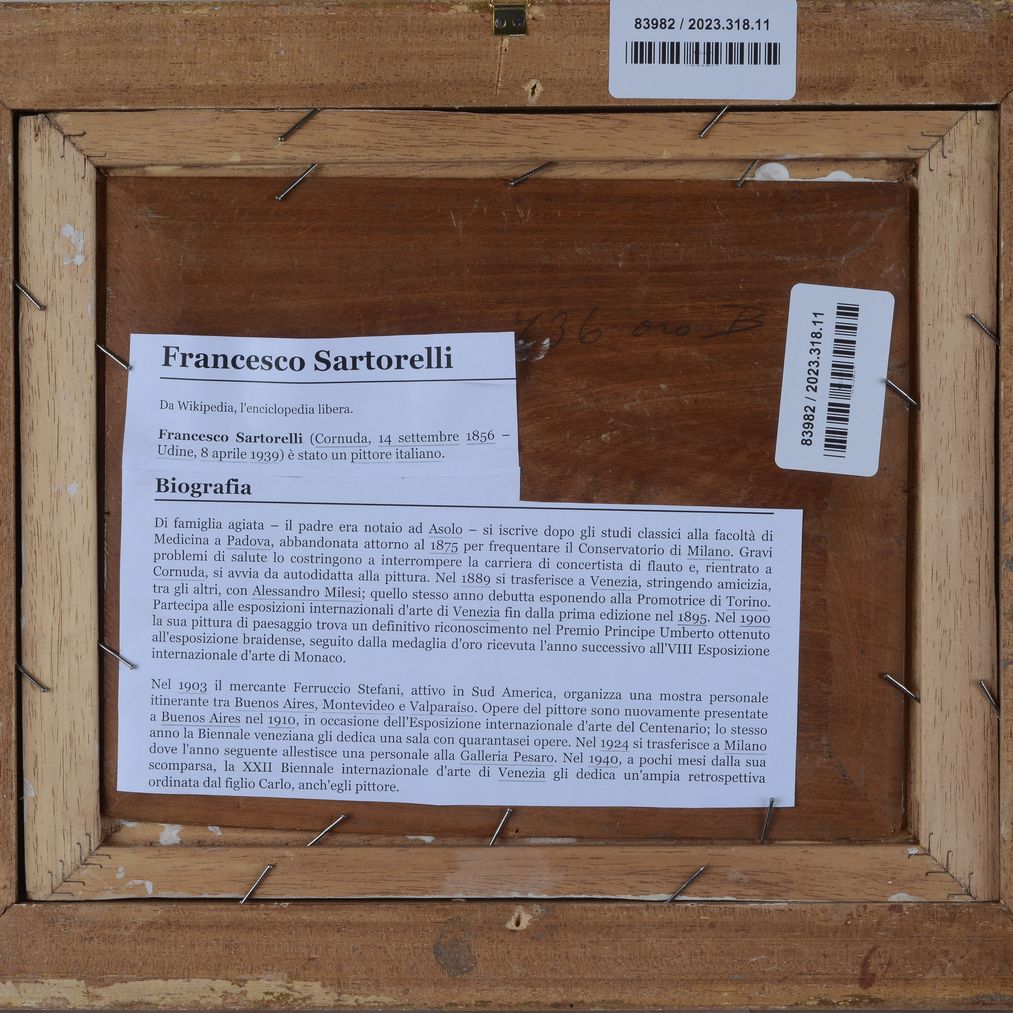 83982 / 2023.318.11
36 oro B
83982 / 2023.318.11
Francesco Sartorelli
Da Wikipedia, l'enciclopedia libera.
Francesco Sartorelli (Cornuda, 14 settembre 1856 –
Udine, 8 aprile 1939) è stato un pittore italiano.
Biografia
Di famiglia agiata – il padre era notaio ad Asolo – si iscrive dopo gli studi classici alla facoltà di
Medicina a Padova, abbandonata attorno al 1875 per frequentare il Conservatorio di Milano. Gravi
problemi di salute lo costringono a interrompere la carriera di concertista di flauto e, rientrato a
Cornuda, si avvia da autodidatta alla pittura. Nel 1889 si trasferisce a Venezia, stringendo amicizia,
tra gli altri, con Alessandro Milesi; quello stesso anno debutta esponendo alla Promotrice di Torino.
Partecipa alle esposizioni internazionali d'arte di Venezia fin dalla prima edizione nel 1895. Nel 1900
la sua pittura di paesaggio trova un definitivo riconoscimento nel Premio Principe Umberto ottenuto
all'esposizione braidense, seguito dalla medaglia d'oro ricevuta l'anno successivo all'VIII Esposizione
internazionale d'arte di Monaco.
Nel 1903 il mercante Ferruccio Stefani, attivo in Sud America, organizza una mostra personale
itinerante tra Buenos Aires, Montevideo e Valparaíso. Opere del pittore sono nuovamente presentate
a Buenos Aires nel 1910, in occasione dell'Esposizione internazionale d'arte del Centenario; lo stesso
anno la Biennale veneziana gli dedica una sala con quarantasei opere. Nel 1924 si trasferisce a Milano
dove l'anno seguente allestisce una personale alla Galleria Pesaro. Nel 1940, a pochi mesi dalla sua
scomparsa, la XXII Biennale internazionale d'arte di Venezia gli dedica un'ampia retrospettiva
ordinata dal figlio Carlo, anch'egli pittore.